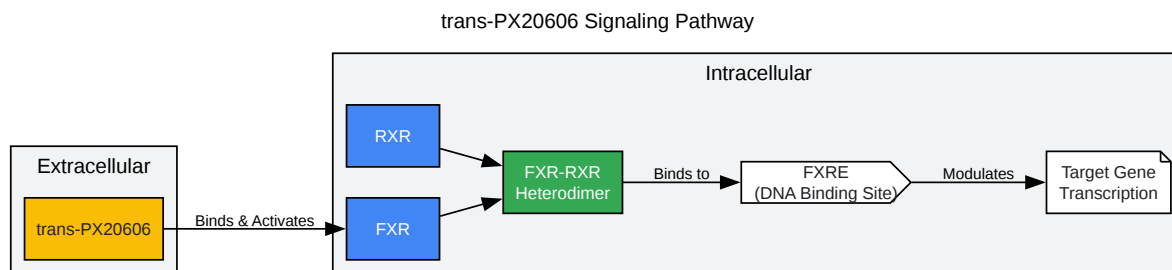 trans-PX20606 Signaling Pathway
Intracellular
Extracellular
RXR
trans-PX20606
Binds & Activates
FXR
FXR-RXR
Heterodimer
Binds to
FXRE
(DNA Binding Site)
Modulates
Target Gene
Transcription